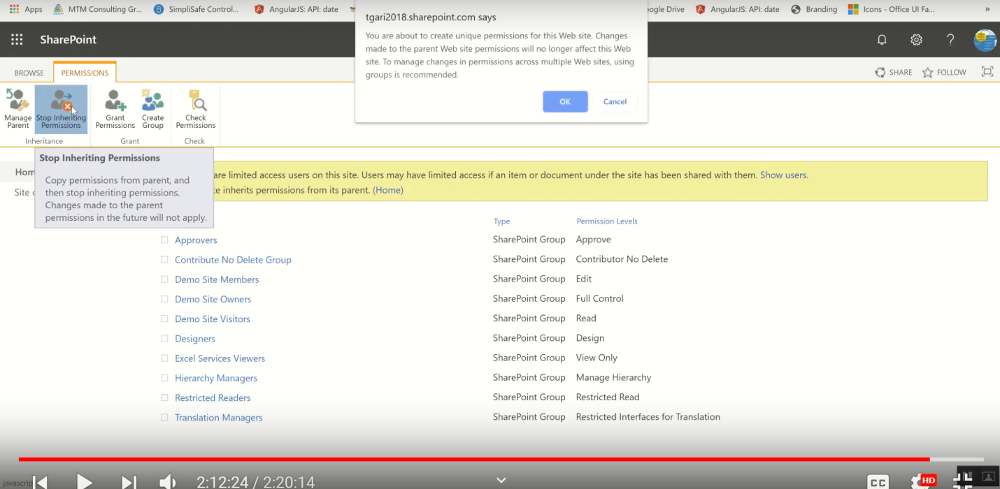 Apps MTM Consulting Gr... SimpliSafe Control... AngularJS: API: date ogle Drive AngularJS: API: date Branding Icons - Office UI Fa... »
tgari2018.sharepoint.com says
You are about to create unique permissions for this Web site. Changes
made to the parent Web site permissions will no longer affect this Web
site. To manage changes in permissions across multiple Web sites, using
groups is recommended.
OK Cancel
SharePoint
BROWSE PERMISSIONS
SHARE FOLLOW
Manage Parent
Stop Inheriting Permissions
Grant Permissions
Create Group
Check Permissions
Inheritance Grant Check
Stop Inheriting Permissions
Copy permissions from parent, and
then stop inheriting permissions.
Changes made to the parent
permissions in the future will not apply.
Hom
Site
are limited access users on this site. Users may have limited access if an item or document under the site has been shared with them. Show users.
inherits permissions from its parent. (Home)
Type Permission Levels
Approvers SharePoint Group Approve
Contribute No Delete Group SharePoint Group Contributor No Delete
Demo Site Members SharePoint Group Edit
Demo Site Owners SharePoint Group Full Control
Demo Site Visitors SharePoint Group Read
Designers SharePoint Group Design
Excel Services Viewers SharePoint Group View Only
Hierarchy Managers SharePoint Group Manage Hierarchy
Restricted Readers SharePoint Group Restricted Read
Translation Managers SharePoint Group Restricted Interfaces for Translation
javascrip
2:12:24 / 2:20:14
CC HD